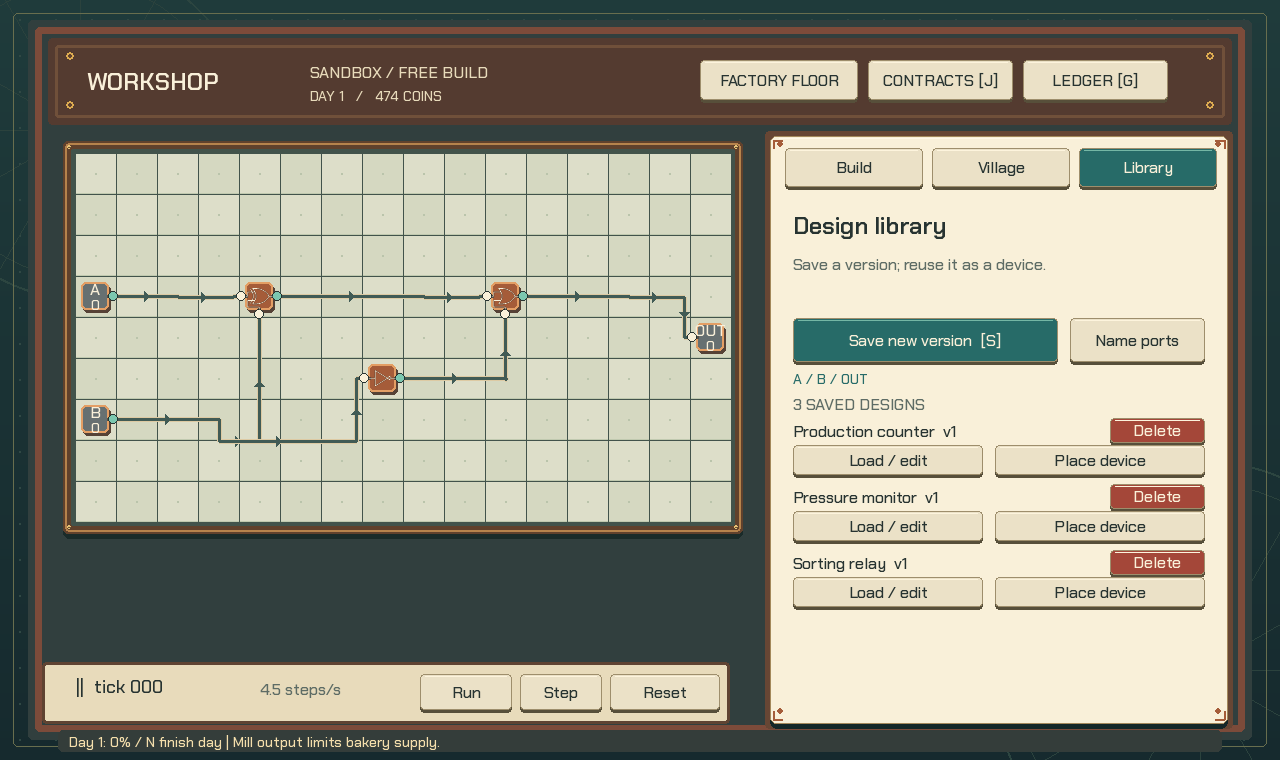 WORKSHOP
SANDBOX / FREE BUILD
DAY 1 / 474 COINS
FACTORY FLOOR
CONTRACTS [J]
LEDGER [G]
A
0
B
0
OUT
0
Build
Village
Library
Design library
Save a version; reuse it as a device.
Save new version [S]
Name ports
A / B / OUT
3 SAVED DESIGNS
Production counter v1
Delete
Load / edit
Place device
Pressure monitor v1
Delete
Load / edit
Place device
Sorting relay v1
Delete
Load / edit
Place device
|| tick 000
4.5 steps/s
Run
Step
Reset
Day 1: 0% / N finish day | Mill output limits bakery supply.